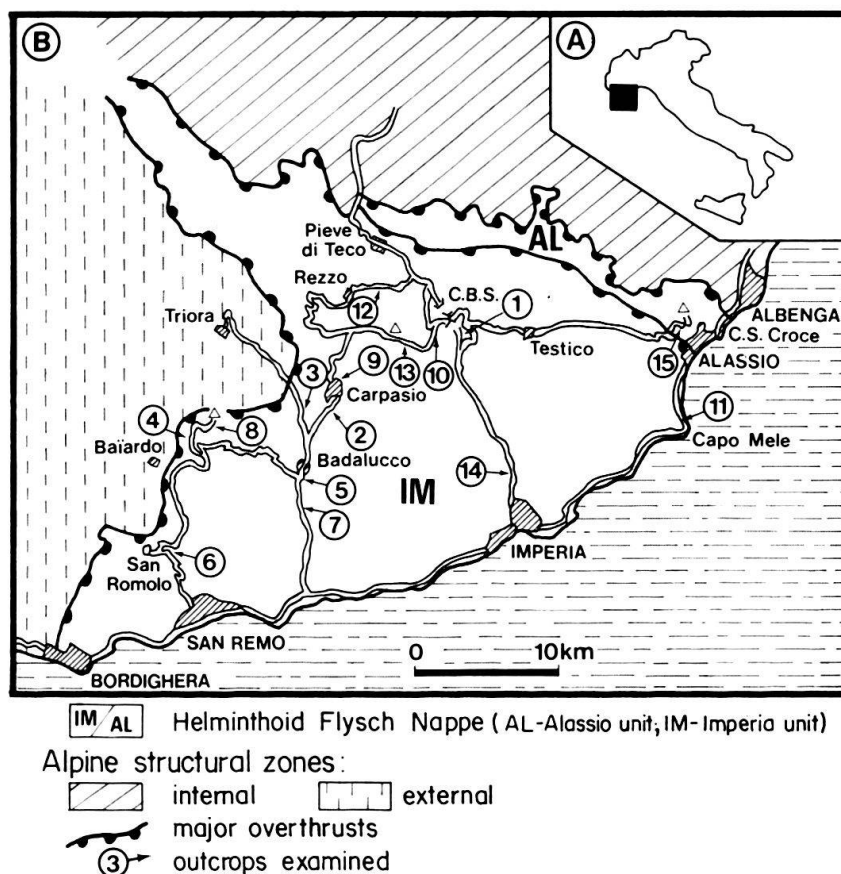 B
A
Pieve
di Teco
AL
IM
Rezzo
C.B.S.
1
12
Triora
ALBENGA
C.S. Croce
Testico
15
ALASSIO
3
9
13
10
Carpasio
4
8
2
11
Capo Mele
Baïardo
Badalucco
5
IM
14
7
IMPERIA
San
Romolo
6
SAN REMO
0 10km
BORDIGHERA
IM / AL Helminthoid Flysch Nappe (AL-Alassio unit; IM-Imperia unit)
Alpine structural zones:
internal external
major overthrusts
3 outcrops examined